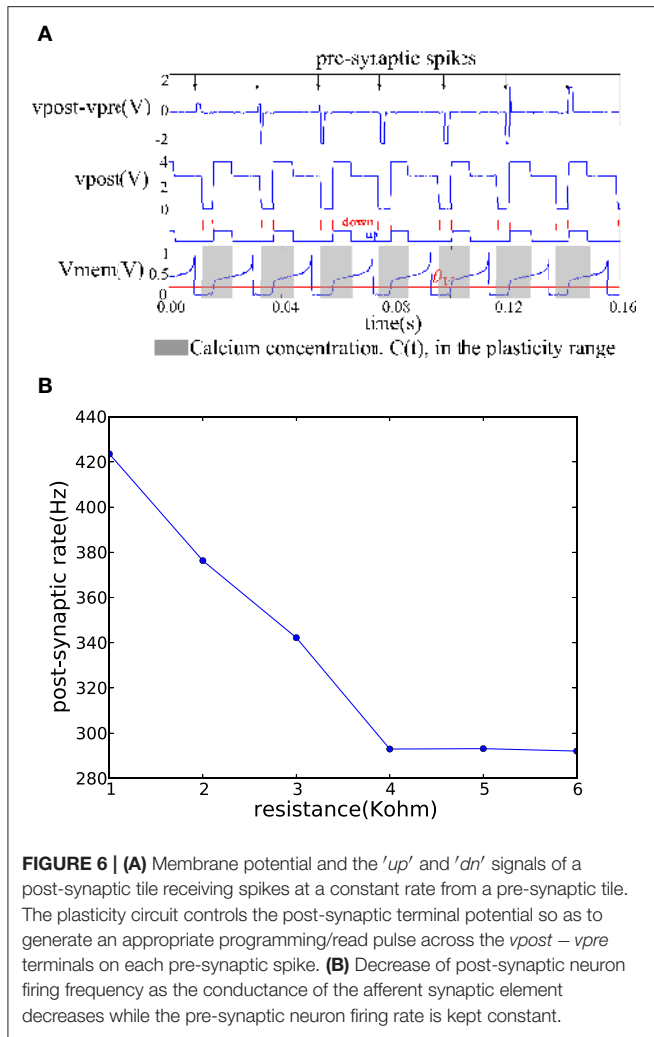 A
pre-synaptic spikes
vpost-vpre(V)
2
0
-2
vpost(V)
4
2
0
down
up
Vmem(V)
1
0.5
0
0.00
0.04
0.08
0.12
0.16
time(s)
Calcium concentration. C(t), in the plasticity range
B
post-synaptic rate(Hz)
440
420
400
380
360
340
320
300
280
1
2
3
4
5
6
resistance(Kohm)
FIGURE 6 | (A) Membrane potential and the 'up' and 'dn' signals of a
post-synaptic tile receiving spikes at a constant rate from a pre-synaptic tile.
The plasticity circuit controls the post-synaptic terminal potential so as to
generate an appropriate programming/read pulse across the vpost – vpre
terminals on each pre-synaptic spike. (B) Decrease of post-synaptic neuron
firing frequency as the conductance of the afferent synaptic element
decreases while the pre-synaptic neuron firing rate is kept constant.